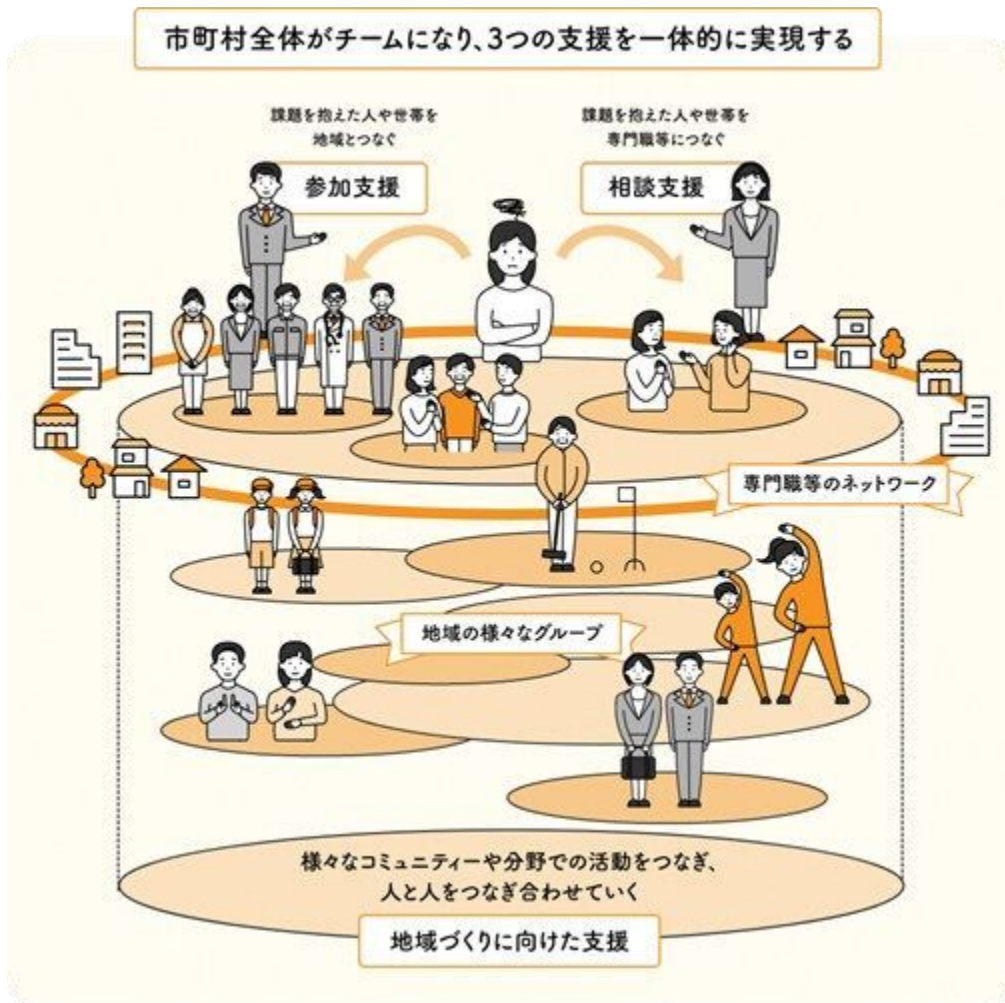 市町村全体がチームになり、3つの支援を一体的に実現する
課題を抱えた人や世帯を
地域とつなぐ
参加支援
課題を抱えた人や世帯を
専門職等につなぐ
相談支援
専門職等のネットワーク
地域の様々なグループ
様々なコミュニティーや分野での活動をつなぎ、
人と人をつなぎ合わせていく
地域づくりに向けた支援